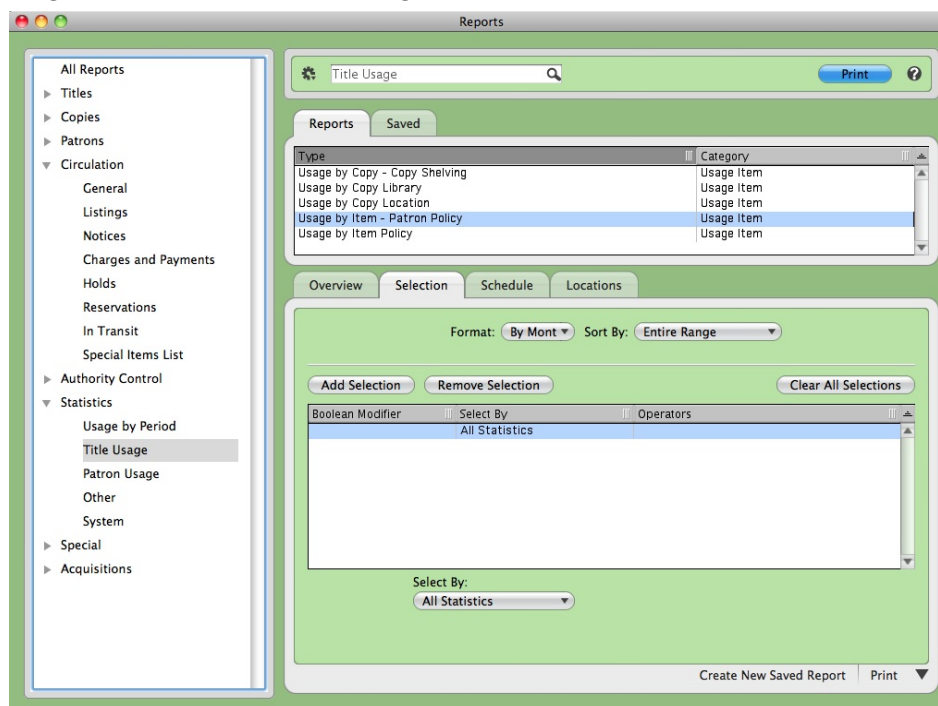 Reports
All Reports
Titles
Copies
Patrons
Circulation
General
Listings
Notices
Charges and Payments
Holds
Reservations
In Transit
Special Items List
Authority Control
Statistics
Usage by Period
Title Usage
Patron Usage
Other
System
Special
Acquisitions
Title Usage Print ?
Reports Saved
Type Category
Usage by Copy - Copy Shelving Usage Item
Usage by Copy Library Usage Item
Usage by Copy Location Usage Item
Usage by Item - Patron Policy Usage Item
Usage by Item Policy Usage Item
Overview Selection Schedule Locations
Format: By Mont Sort By: Entire Range
Add Selection Remove Selection Clear All Selections
Boolean Modifier Select By Operators
All Statistics
Select By:
All Statistics
Create New Saved Report Print